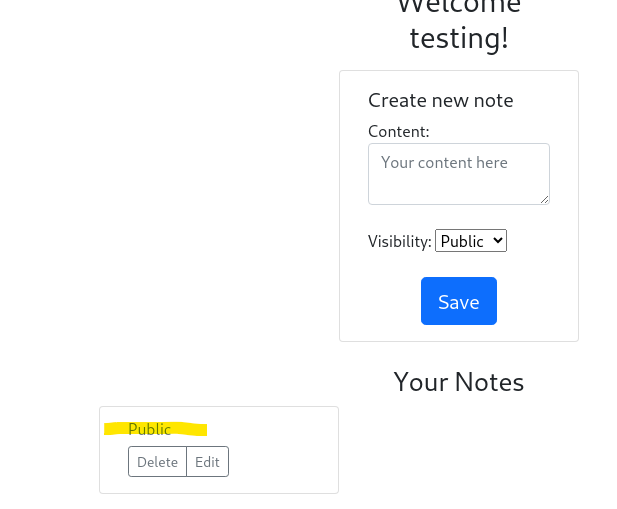 Welcome
testing!
Create new note
Content:
Your content here
Visibility: Public
Save
Your Notes
Public
Delete Edit